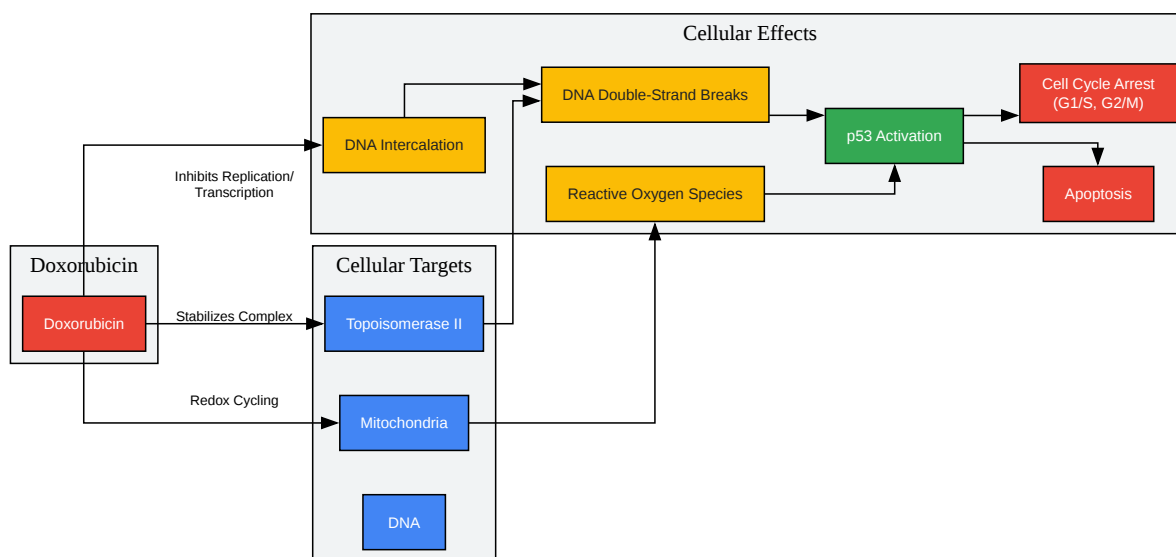 Cellular Effects
DNA Double-Strand Breaks
Cell Cycle Arrest
(G1/S, G2/M)
DNA Intercalation
p53 Activation
Inhibits Replication/
Transcription
Reactive Oxygen Species
Apoptosis
Doxorubicin
Cellular Targets
Doxorubicin
Stabilizes Complex
Topoisomerase II
Redox Cycling
Mitochondria
DNA